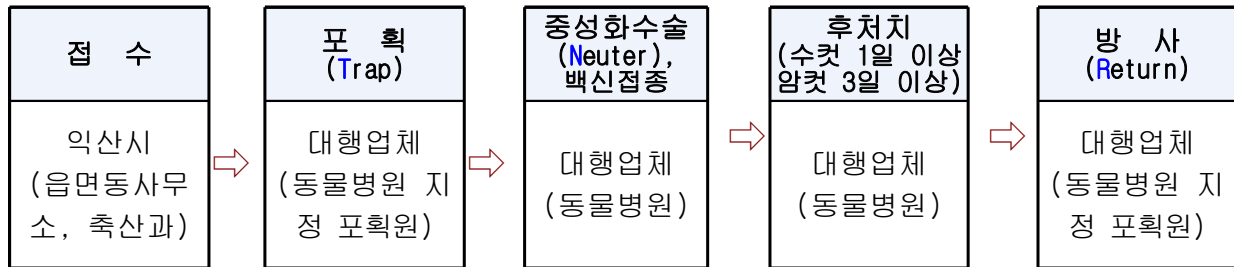 접 수
익산시
(읍면동사무
소, 축산과)
포 획
(Trap)
대행업체
(동물병원 지
정 포획원)
중성화수술
(Neuter),
백신접종
대행업체
(동물병원)
후처치
(수컷 1일 이상
암컷 3일 이상)
대행업체
(동물병원)
방 사
(Return)
대행업체
(동물병원 지
정 포획원)